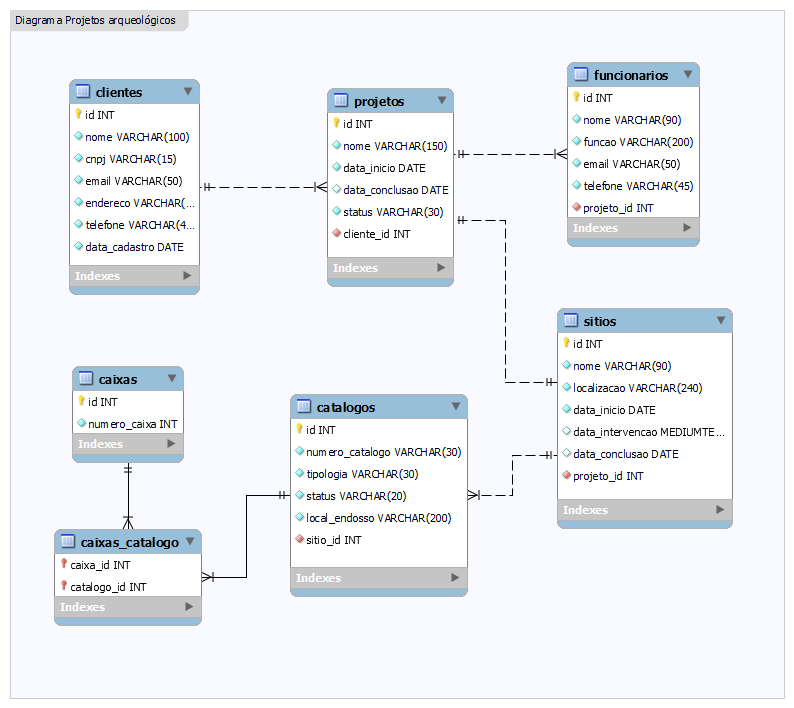 Diagrama Projetos arqueológicos
clientes
id INT
nome VARCHAR(100)
cnpj VARCHAR(15)
email VARCHAR(50)
endereco VARCHAR(...
telefone VARCHAR(4...
data_cadastro DATE
Indexes
projetos
id INT
nome VARCHAR(150)
data_inicio DATE
data_conclusao DATE
status VARCHAR(30)
cliente_id INT
Indexes
funcionarios
id INT
nome VARCHAR(90)
funcao VARCHAR(200)
email VARCHAR(50)
telefone VARCHAR(45)
projeto_id INT
Indexes
sitios
id INT
nome VARCHAR(90)
localizacao VARCHAR(240)
data_inicio DATE
data_intervencao MEDIUMTE...
data_conclusao DATE
projeto_id INT
Indexes
caixas
id INT
numero_caixa INT
Indexes
catalogos
id INT
numero_catalogo VARCHAR(30)
tipologia VARCHAR(30)
status VARCHAR(20)
local_endosso VARCHAR(200)
sitio_id INT
Indexes
caixas_catalogo
caixa_id INT
catalogo_id INT
Indexes